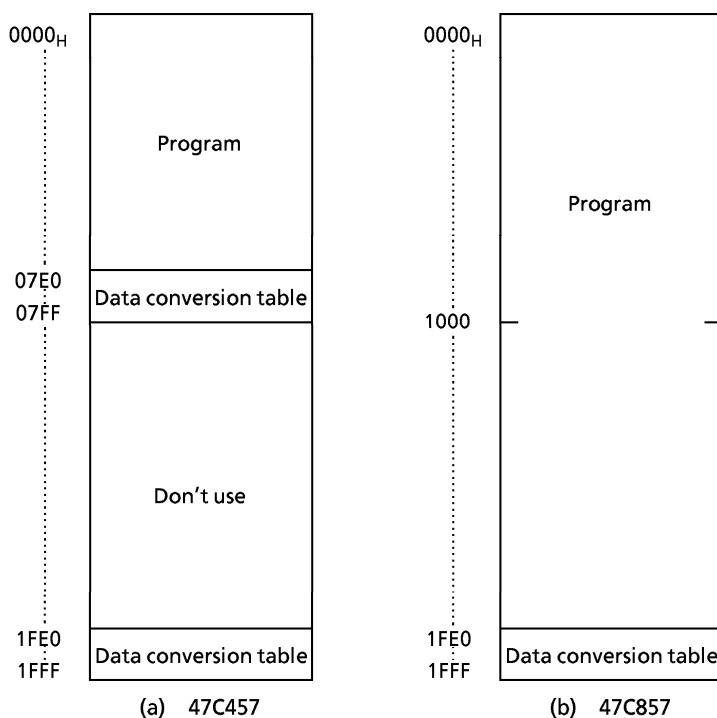 0000H
Program
07E0
Data conversion table
07FF
Don't use
1FE0
Data conversion table
1FFF
(a) 47C457
0000H
Program
1000
1FE0
Data conversion table
1FFF
(b) 47C857